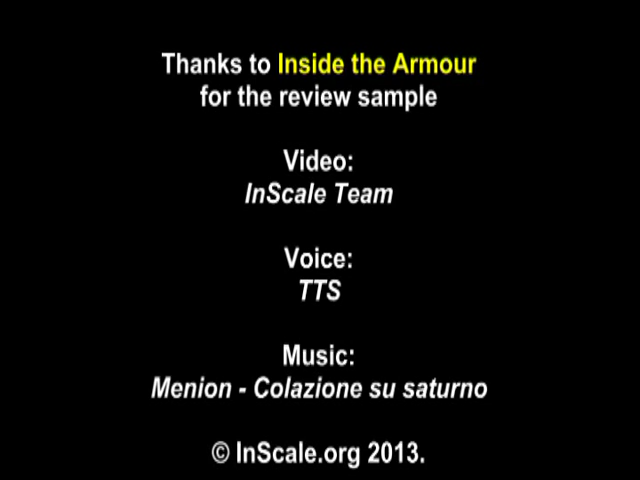 Thanks to Inside the Armour
for the review sample
Video:
InScale Team
Voice:
TTS
Music:
Menion - Colazione su saturno
© InScale.org 2013.